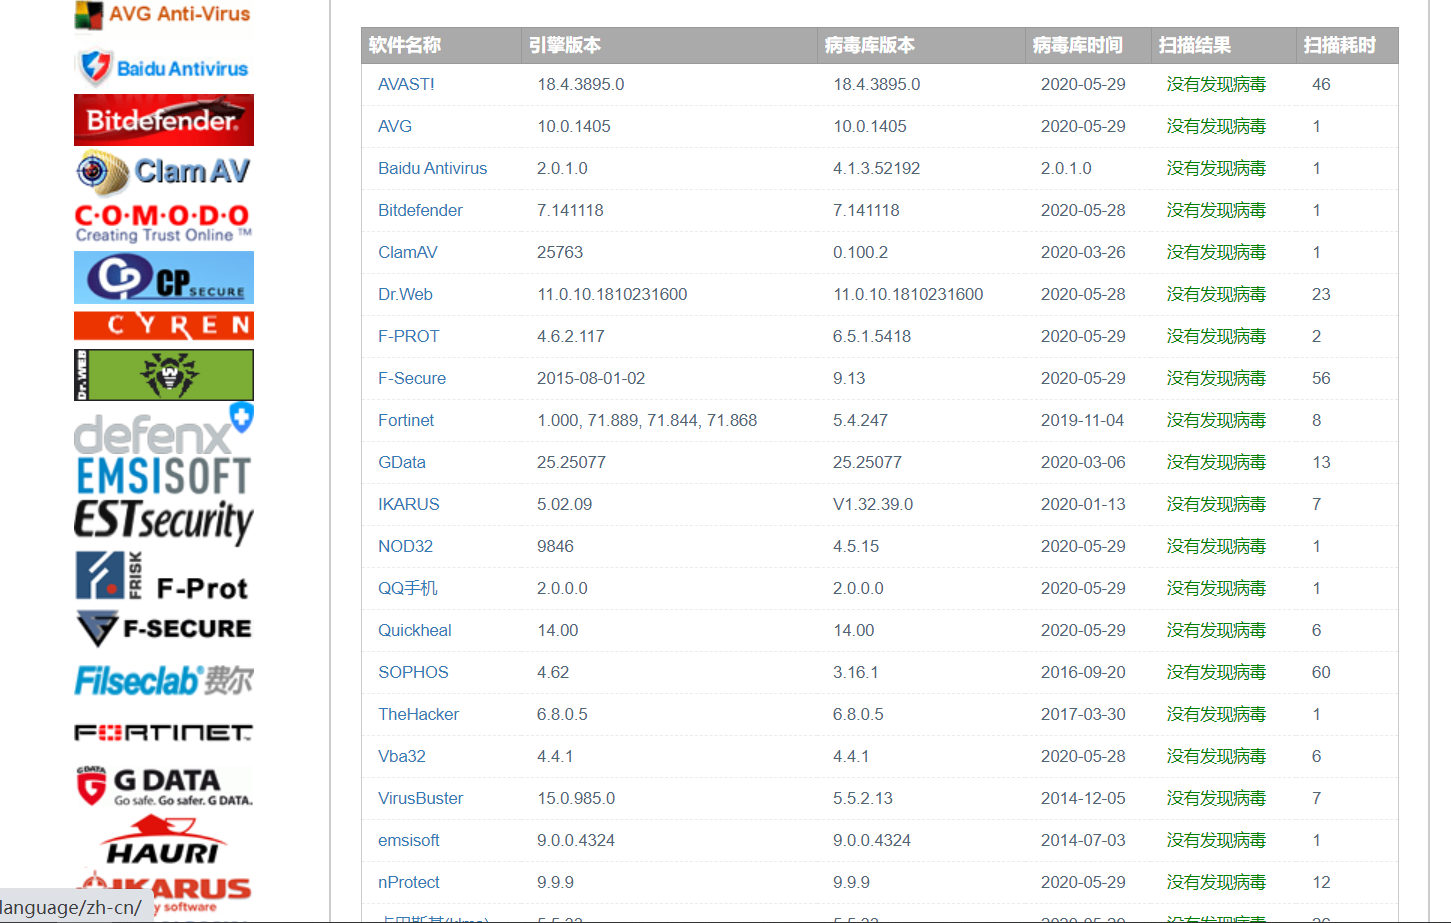 AVG Anti-Virus
Baidu Antivirus
Bitdefender
Clam AV
C·O·M·O·D·O
Creating Trust Online ™
CP SECURE
CYREN
Dr.WEB
defenx
EMSISOFT
ESTsecurity
FRISK F-Prot
F-SECURE
Filseclab 费尔
FORTINET
G DATA
Go safe. Go safer. G DATA.
HAURI
IKARUS
y software
language/zh-cn/
软件名称 引擎版本 病毒库版本 病毒库时间 扫描结果 扫描耗时
AVAST! 18.4.3895.0 18.4.3895.0 2020-05-29 没有发现病毒 46
AVG 10.0.1405 10.0.1405 2020-05-29 没有发现病毒 1
Baidu Antivirus 2.0.1.0 4.1.3.52192 2.0.1.0 没有发现病毒 1
Bitdefender 7.141118 7.141118 2020-05-28 没有发现病毒 1
ClamAV 25763 0.100.2 2020-03-26 没有发现病毒 1
Dr.Web 11.0.10.1810231600 11.0.10.1810231600 2020-05-28 没有发现病毒 23
F-PROT 4.6.2.117 6.5.1.5418 2020-05-29 没有发现病毒 2
F-Secure 2015-08-01-02 9.13 2020-05-29 没有发现病毒 56
Fortinet 1.000, 71.889, 71.844, 71.868 5.4.247 2019-11-04 没有发现病毒 8
GData 25.25077 25.25077 2020-03-06 没有发现病毒 13
IKARUS 5.02.09 V1.32.39.0 2020-01-13 没有发现病毒 7
NOD32 9846 4.5.15 2020-05-29 没有发现病毒 1
QQ手机 2.0.0.0 2.0.0.0 2020-05-29 没有发现病毒 1
Quickheal 14.00 14.00 2020-05-29 没有发现病毒 6
SOPHOS 4.62 3.16.1 2016-09-20 没有发现病毒 60
TheHacker 6.8.0.5 6.8.0.5 2017-03-30 没有发现病毒 1
Vba32 4.4.1 4.4.1 2020-05-28 没有发现病毒 6
VirusBuster 15.0.985.0 5.5.2.13 2014-12-05 没有发现病毒 7
emsisoft 9.0.0.4324 9.0.0.4324 2014-07-03 没有发现病毒 1
nProtect 9.9.9 9.9.9 2020-05-29 没有发现病毒 12